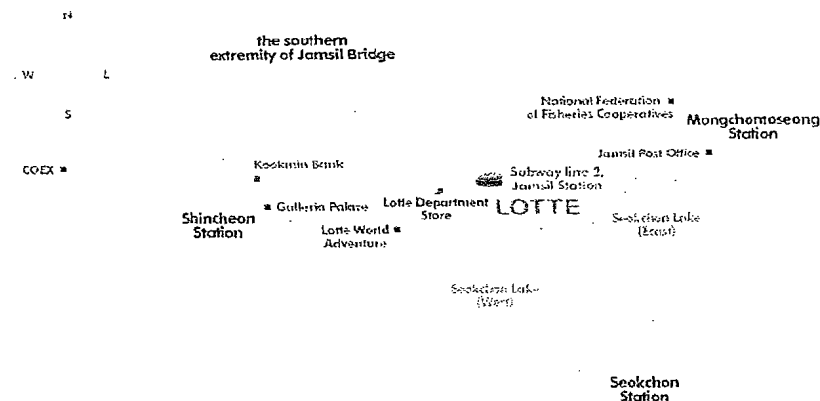 N
the southern
extremity of Jamsil Bridge
W
L
National Federation
of Fisheries Cooperatives
S
Mongchontoseong
Station
Jamsil Post Office
COEX
Kookmin Bank
Subway line 2,
Jamsil Station
Galleria Palace
Lotte Department
Store
LOTTE
Shincheon
Station
Seokchon Lake
(East)
Lotte World
Adventure
Seokchon Lake
(West)
Seokchon
Station